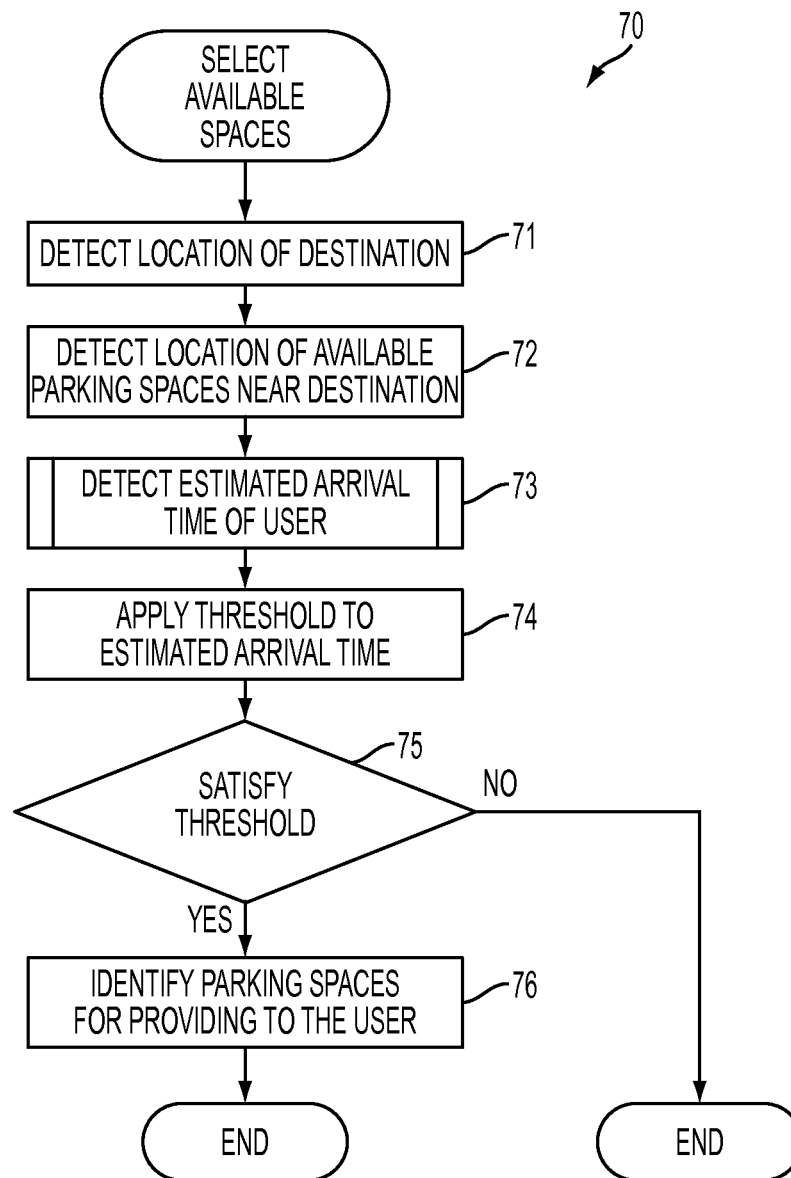 70
SELECT
AVAILABLE
SPACES
DETECT LOCATION OF DESTINATION
71
DETECT LOCATION OF AVAILABLE
PARKING SPACES NEAR DESTINATION
72
DETECT ESTIMATED ARRIVAL
TIME OF USER
73
APPLY THRESHOLD TO
ESTIMATED ARRIVAL TIME
74
75
SATISFY
THRESHOLD
NO
YES
IDENTIFY PARKING SPACES
FOR PROVIDING TO THE USER
76
END
END